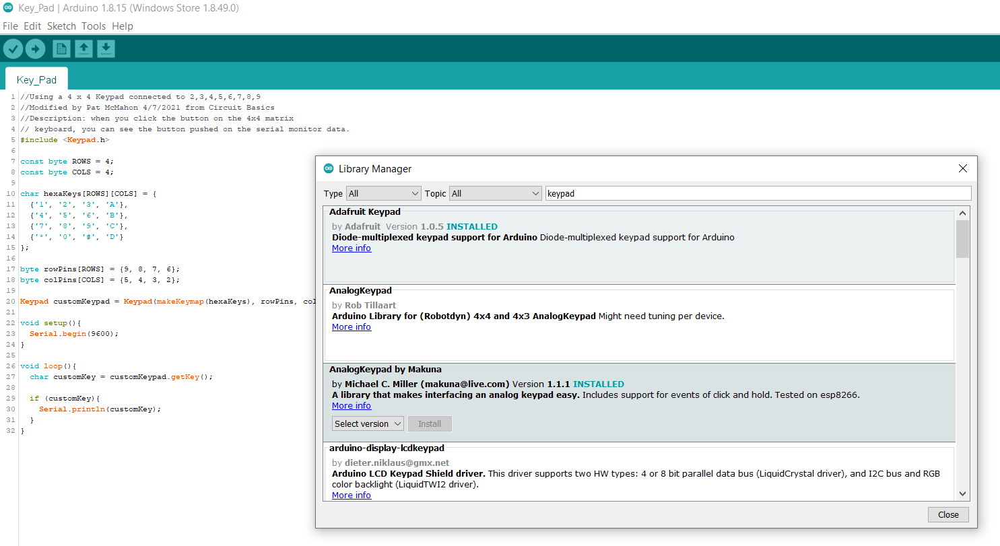 Key_Pad | Arduino 1.8.15 (Windows Store 1.8.49.0)
File Edit Sketch Tools Help
Key_Pad
1 //Using a 4 x 4 Keypad connected to 2,3,4,5,6,7,8,9
2 //Modified by Pat McMahon 4/7/2021 from Circuit Basics
3 //Description: when you click the button on the 4x4 matrix
4 // keyboard, you can see the button pushed on the serial monitor data.
5 #include <Keypad.h>
6
7 const byte ROWS = 4;
8 const byte COLS = 4;
9
10 char hexaKeys[ROWS][COLS] = {
11   {'1', '2', '3', 'A'},
12   {'4', '5', '6', 'B'},
13   {'7', '8', '9', 'C'},
14   {'*', '0', '#', 'D'}
15 };
16
17 byte rowPins[ROWS] = {9, 8, 7, 6};
18 byte colPins[COLS] = {5, 4, 3, 2};
19
20 Keypad customKeypad = Keypad(makeKeymap(hexaKeys), rowPins, col
21
22 void setup(){
23   Serial.begin(9600);
24 }
25
26 void loop(){
27   char customKey = customKeypad.getKey();
28
29   if (customKey){
30     Serial.println(customKey);
31   }
32 }
Library Manager
Type All Topic All keypad
Adafruit Keypad
by Adafruit Version 1.0.5 INSTALLED
Diode-multiplexed keypad support for Arduino Diode-multiplexed keypad support for Arduino
More info
AnalogKeypad
by Rob Tillaart
Arduino Library for (Robotdyn) 4x4 and 4x3 AnalogKeypad Might need tuning per device.
More info
AnalogKeypad by Makuna
by Michael C. Miller (makuna@live.com) Version 1.1.1 INSTALLED
A library that makes interfacing an analog keypad easy. Includes support for events of click and hold. Tested on esp8266.
More info
Select version Install
arduino-display-lcdkeypad
by dieter.niklaus@gmx.net
Arduino LCD Keypad Shield driver. This driver supports two HW types: 4 or 8 bit parallel data bus (LiquidCrystal driver), and I2C bus and RGB
color backlight (LiquidTWI2 driver).
More info
Close